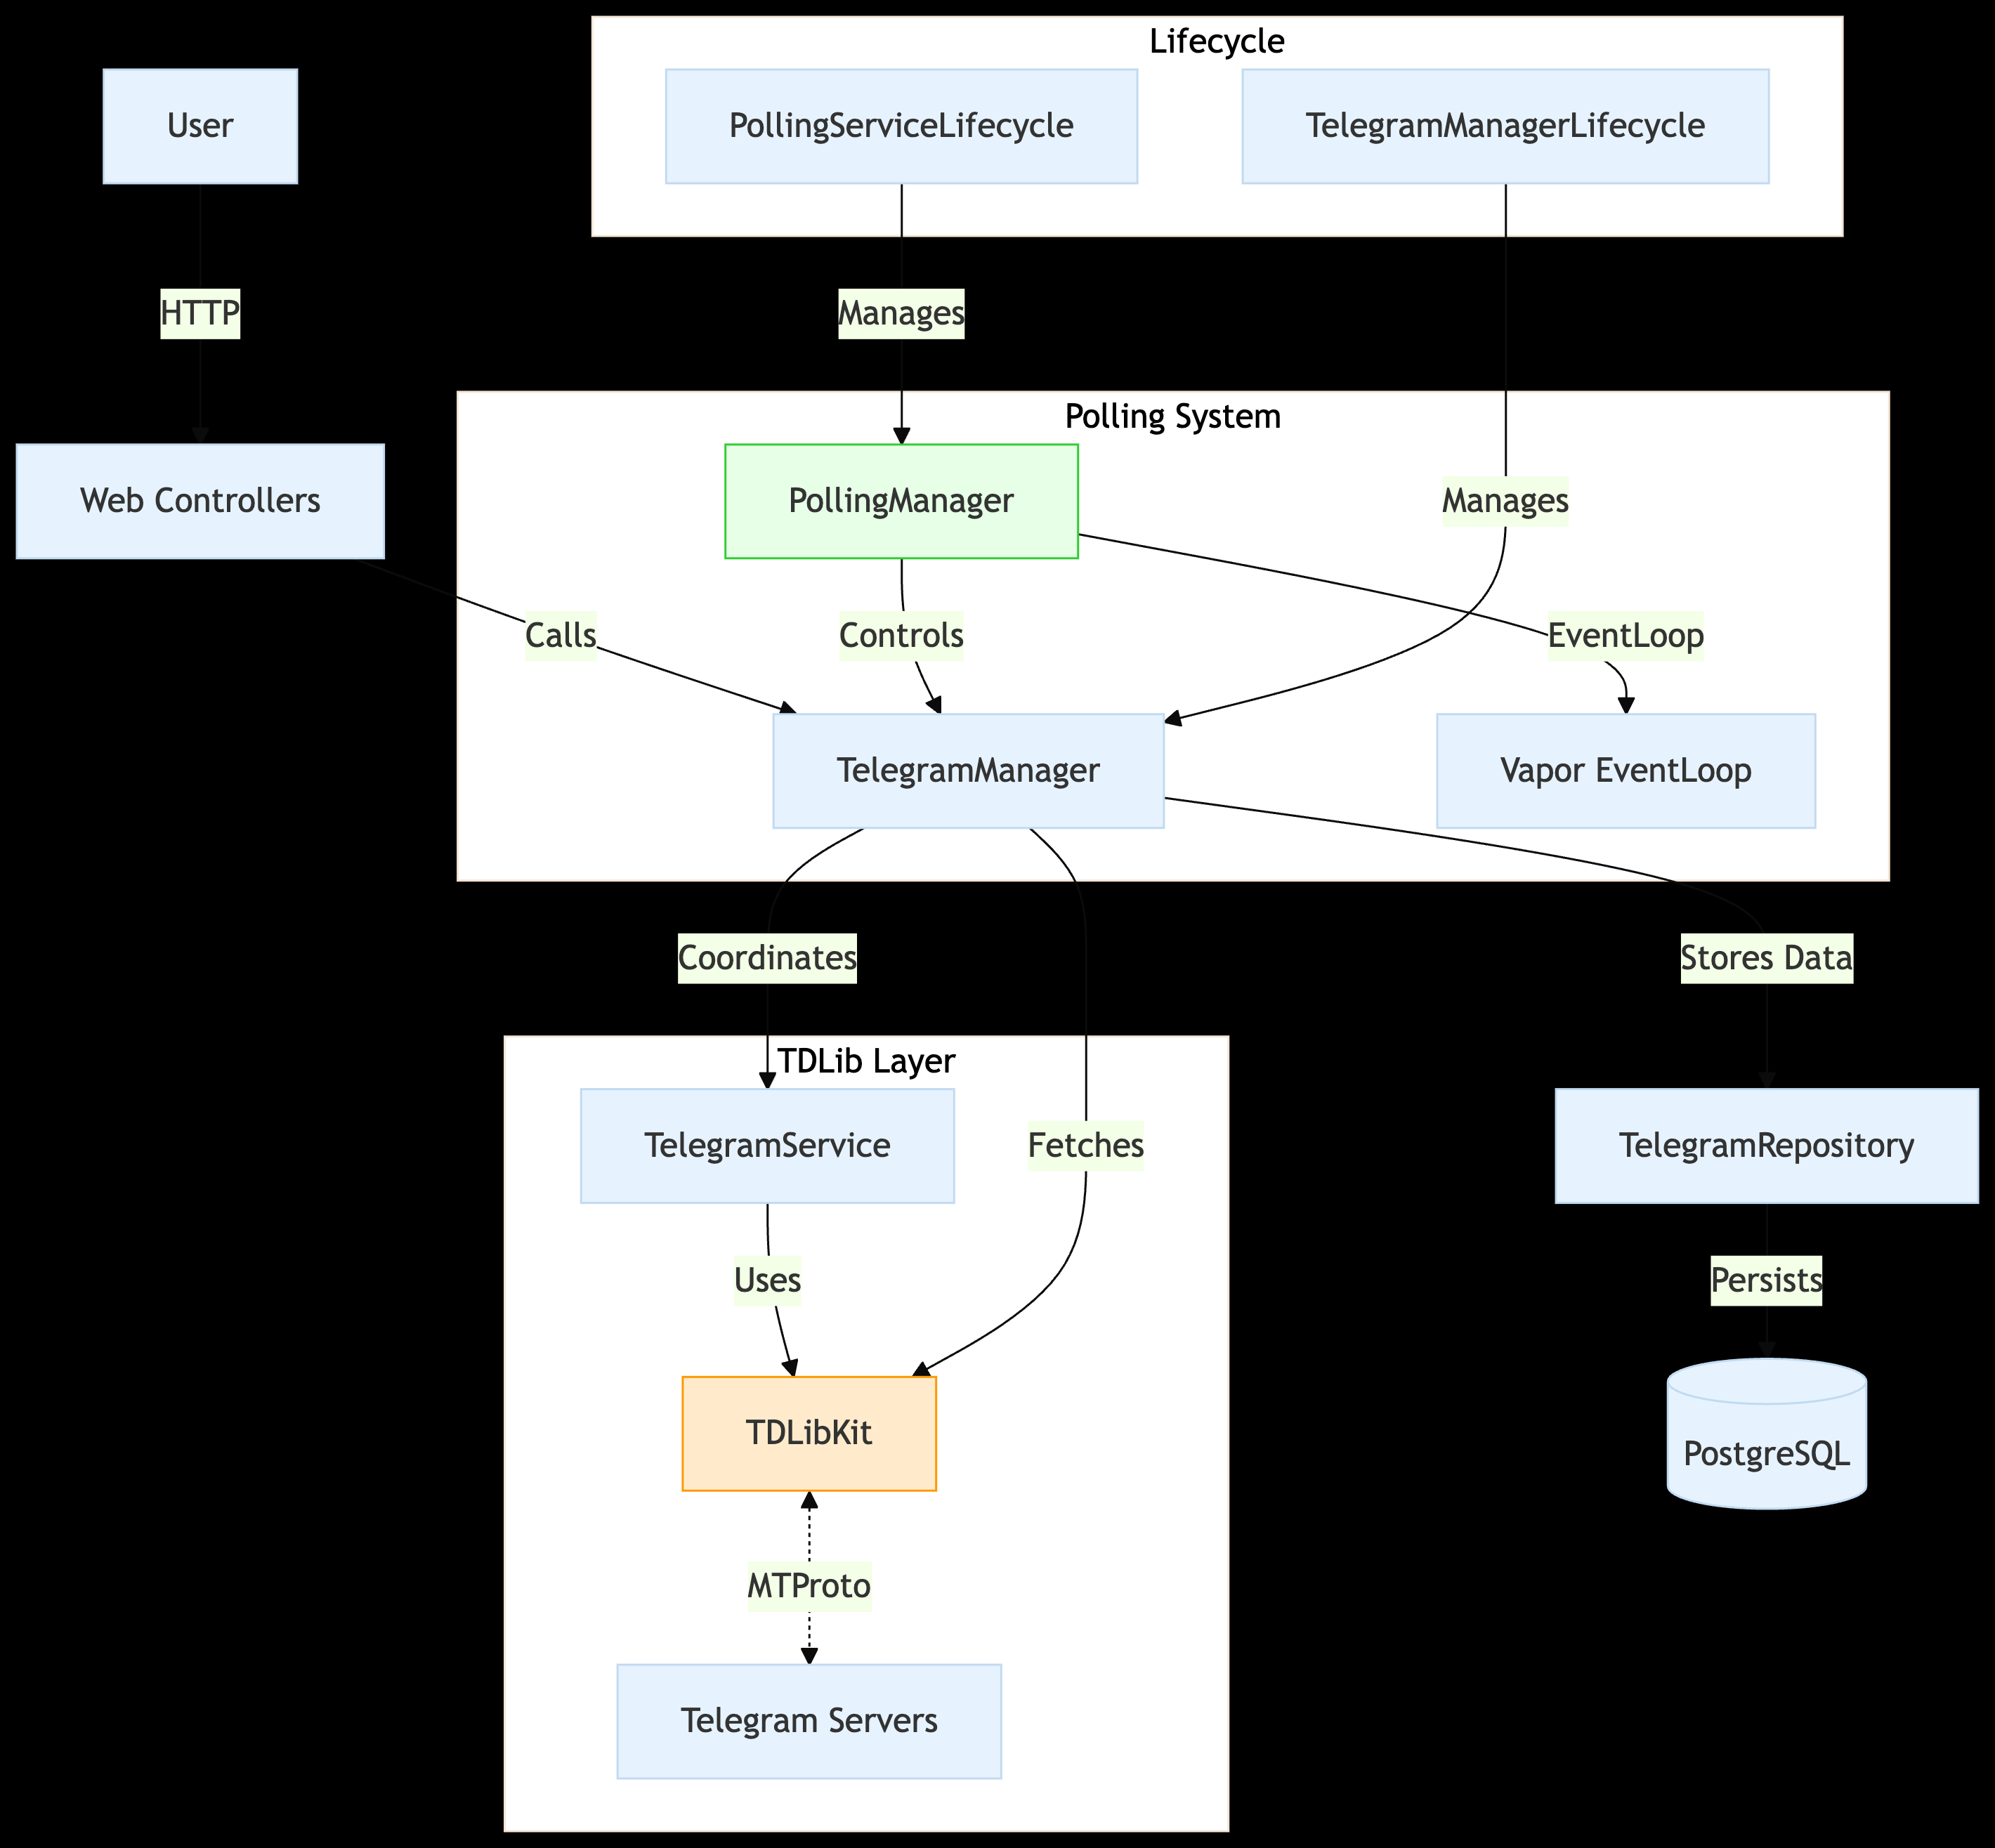 Lifecycle
User
PollingServiceLifecycle
TelegramManagerLifecycle
HTTP
Manages
Polling System
Web Controllers
PollingManager
Manages
Calls
Controls
EventLoop
TelegramManager
Vapor EventLoop
Coordinates
Stores Data
TDLib Layer
TelegramService
Fetches
TelegramRepository
Uses
Persists
TDLibKit
PostgreSQL
MTProto
Telegram Servers